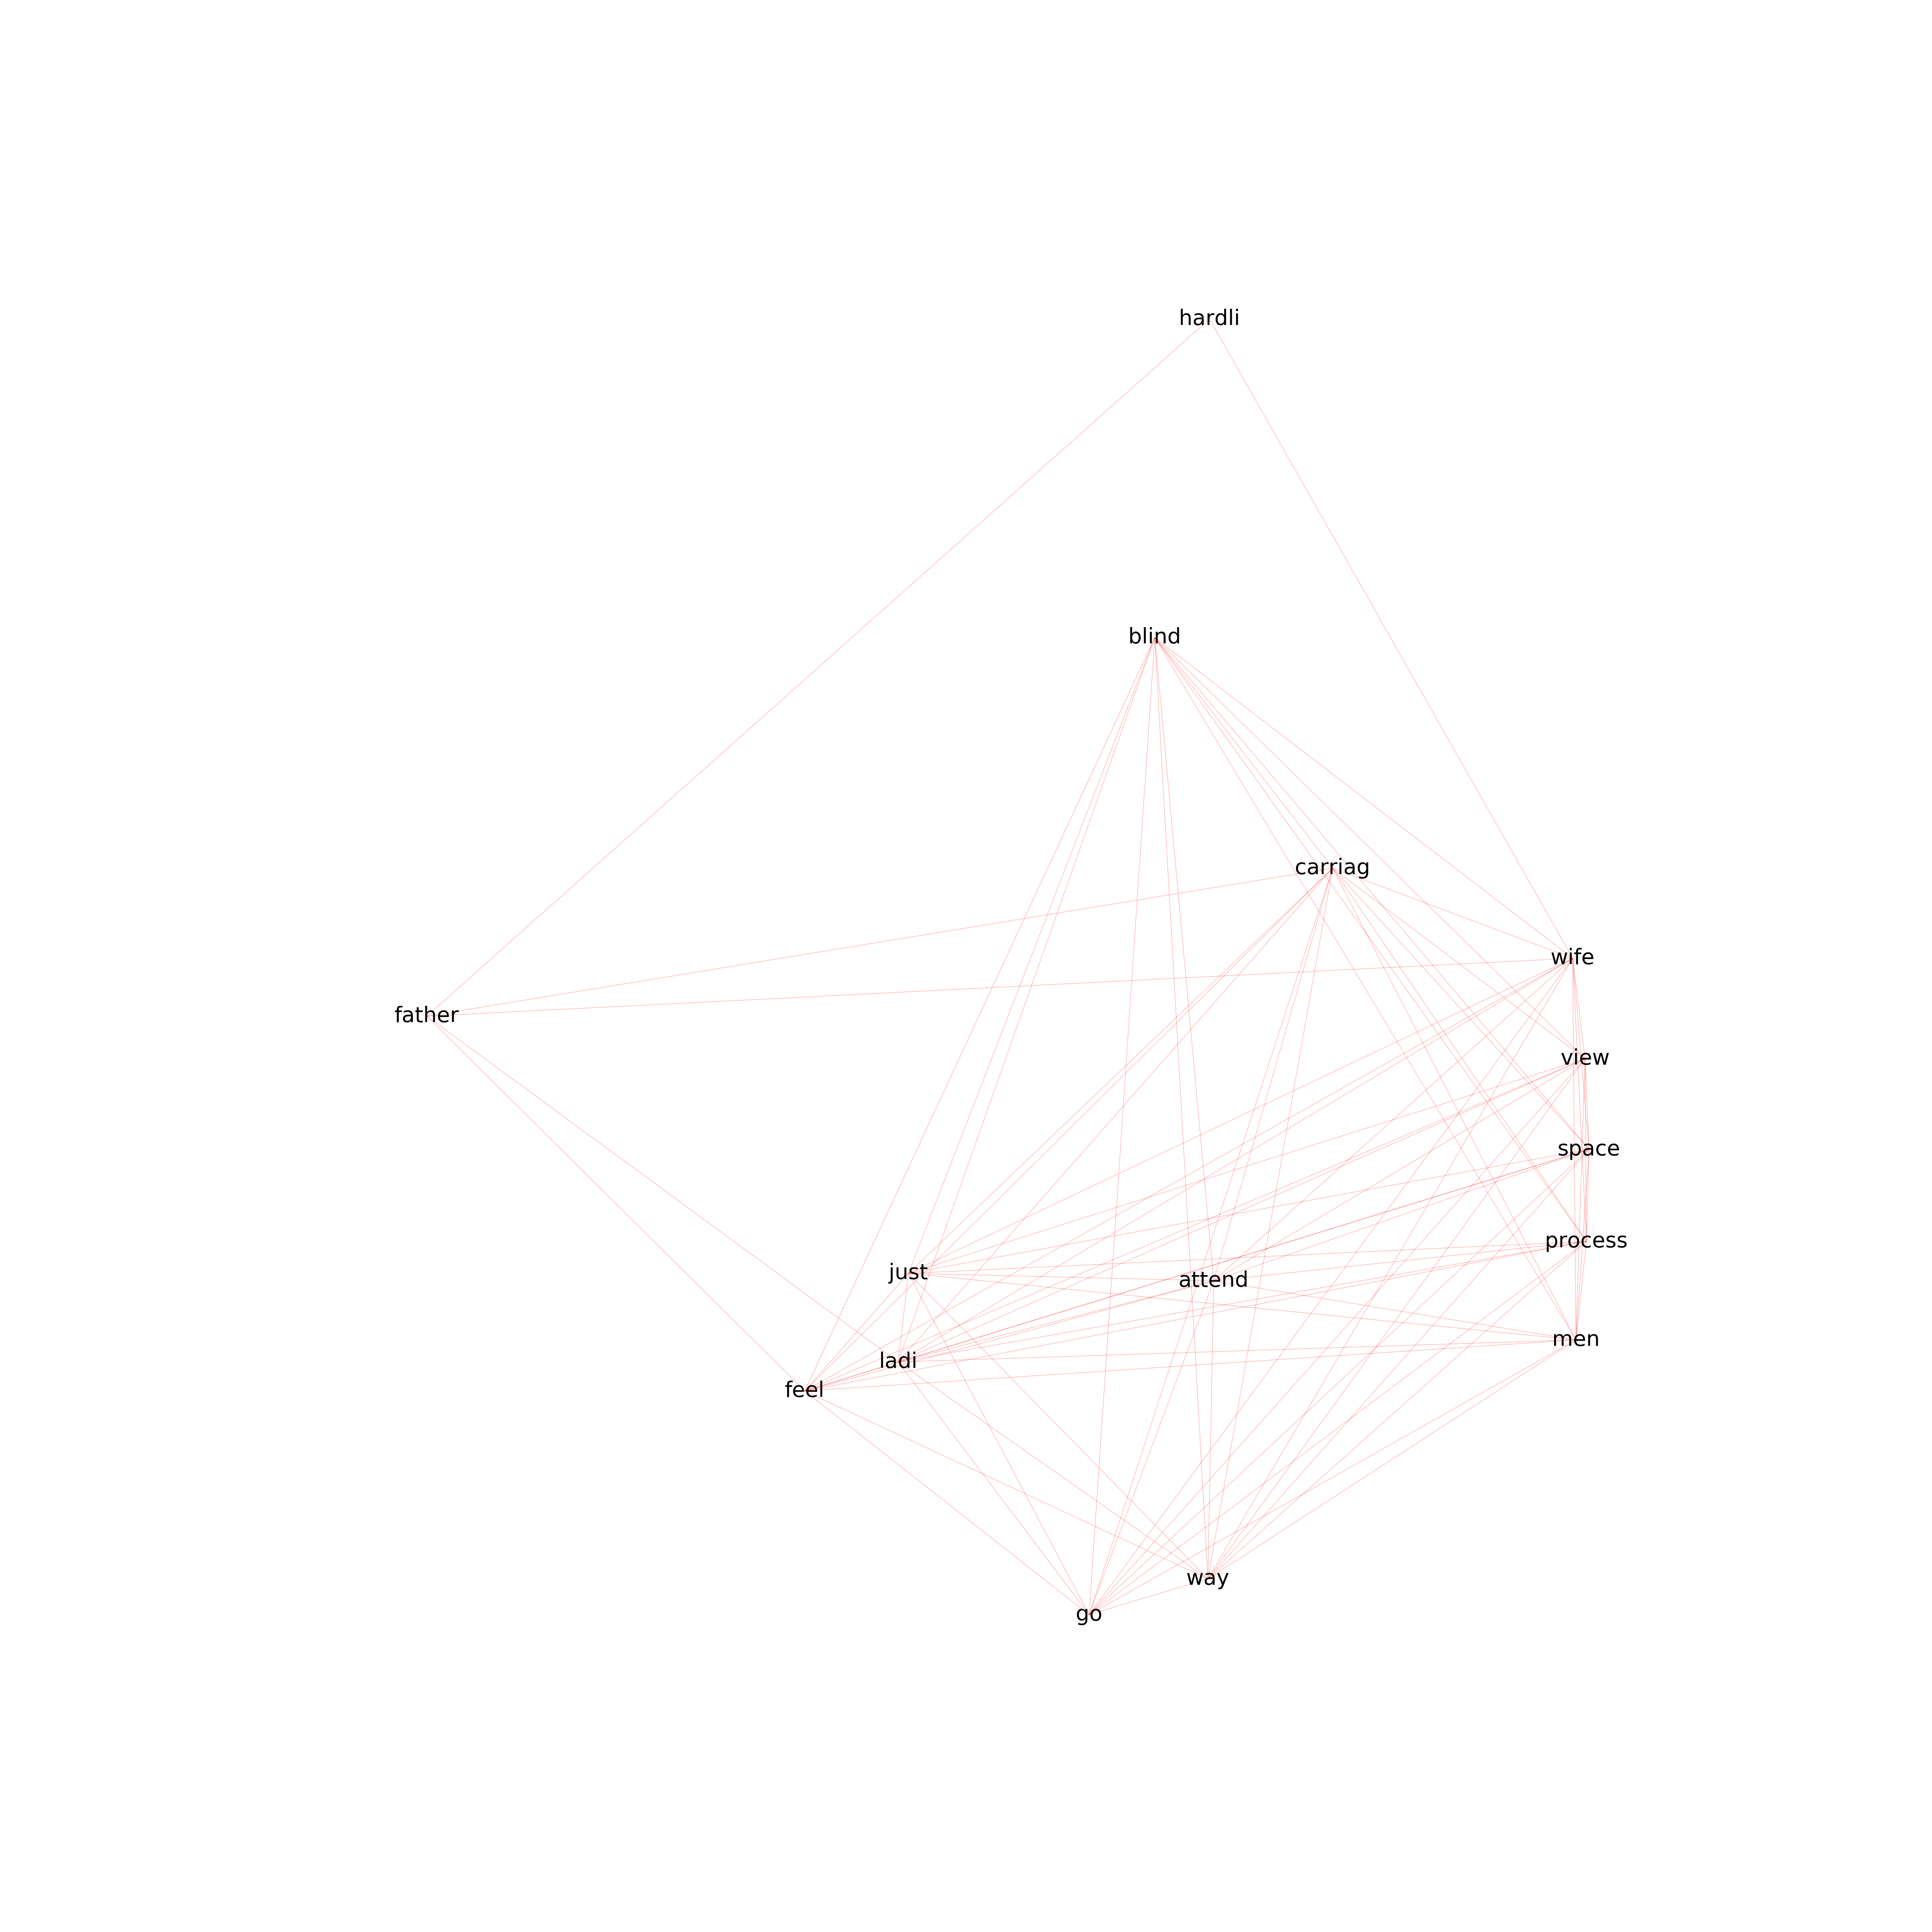 hardli
blind
carriag
wife
father
view
space
process
just
attend
men
ladi
feel
way
go